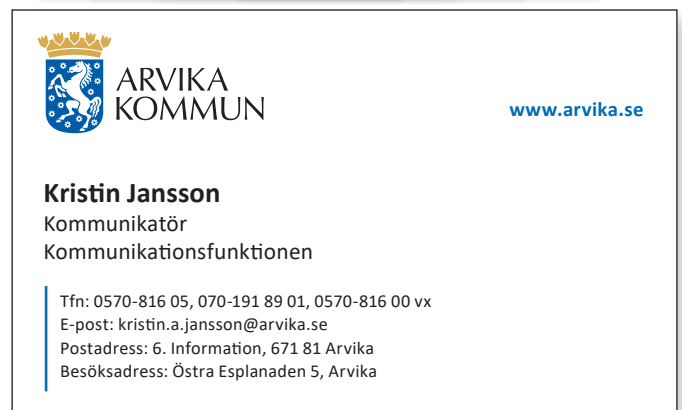 ARVIKA
KOMMUN
www.arvika.se
Kristin Jansson
Kommunikatör
Kommunikationsfunktionen
Tfn: 0570-816 05, 070-191 89 01, 0570-816 00 vx
E-post: kristin.a.jansson@arvika.se
Postadress: 6. Information, 671 81 Arvika
Besöksadress: Östra Esplanaden 5, Arvika